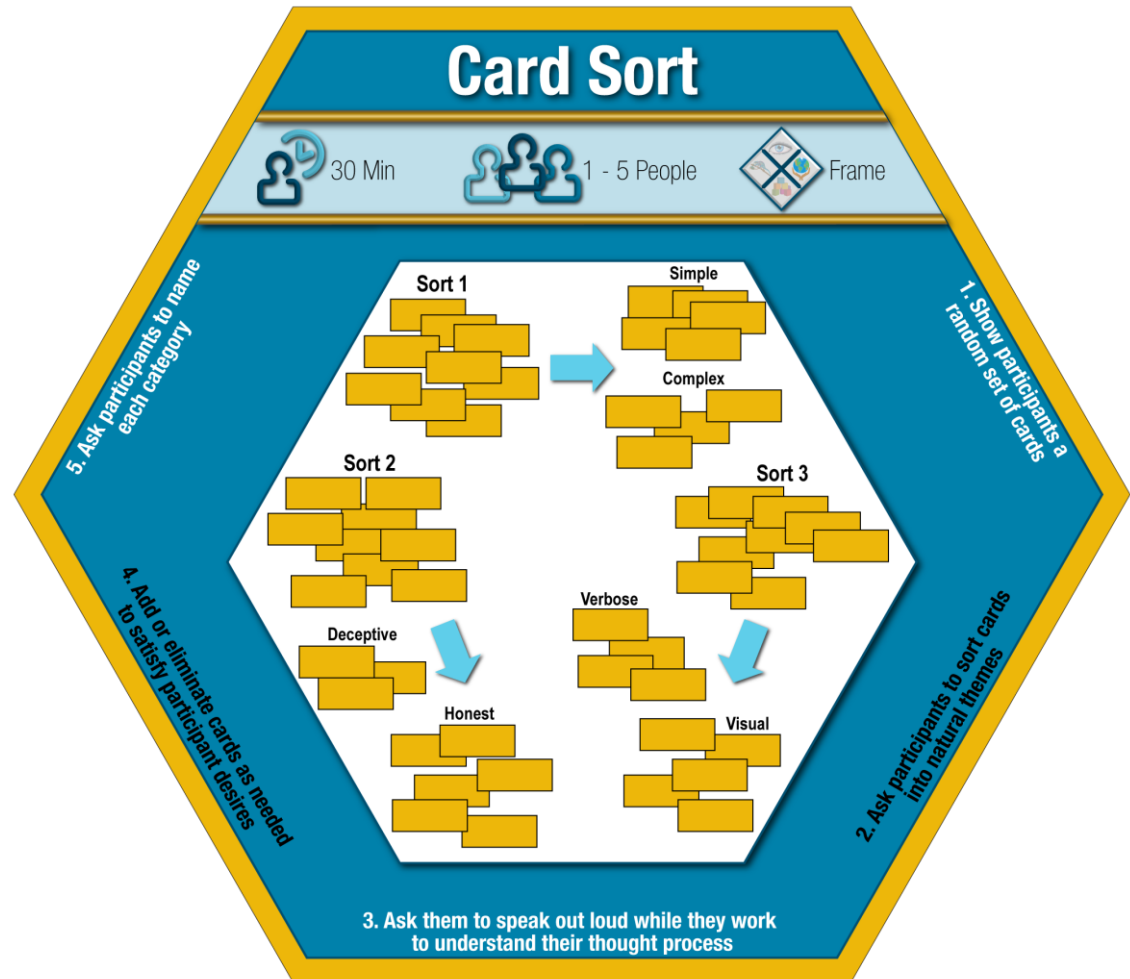 Card Sort
30 Min
1 - 5 People
Frame
Sort 1
Simple
Complex
Sort 2
Sort 3
Deceptive
Honest
Verbose
Visual
1. Show participants a
random set of cards
2. Ask participants to sort cards
into natural themes
3. Ask them to speak out loud while they work
to understand their thought process
4. Add or eliminate cards as needed
to satisfy participant desires
5. Ask participants to name
each category